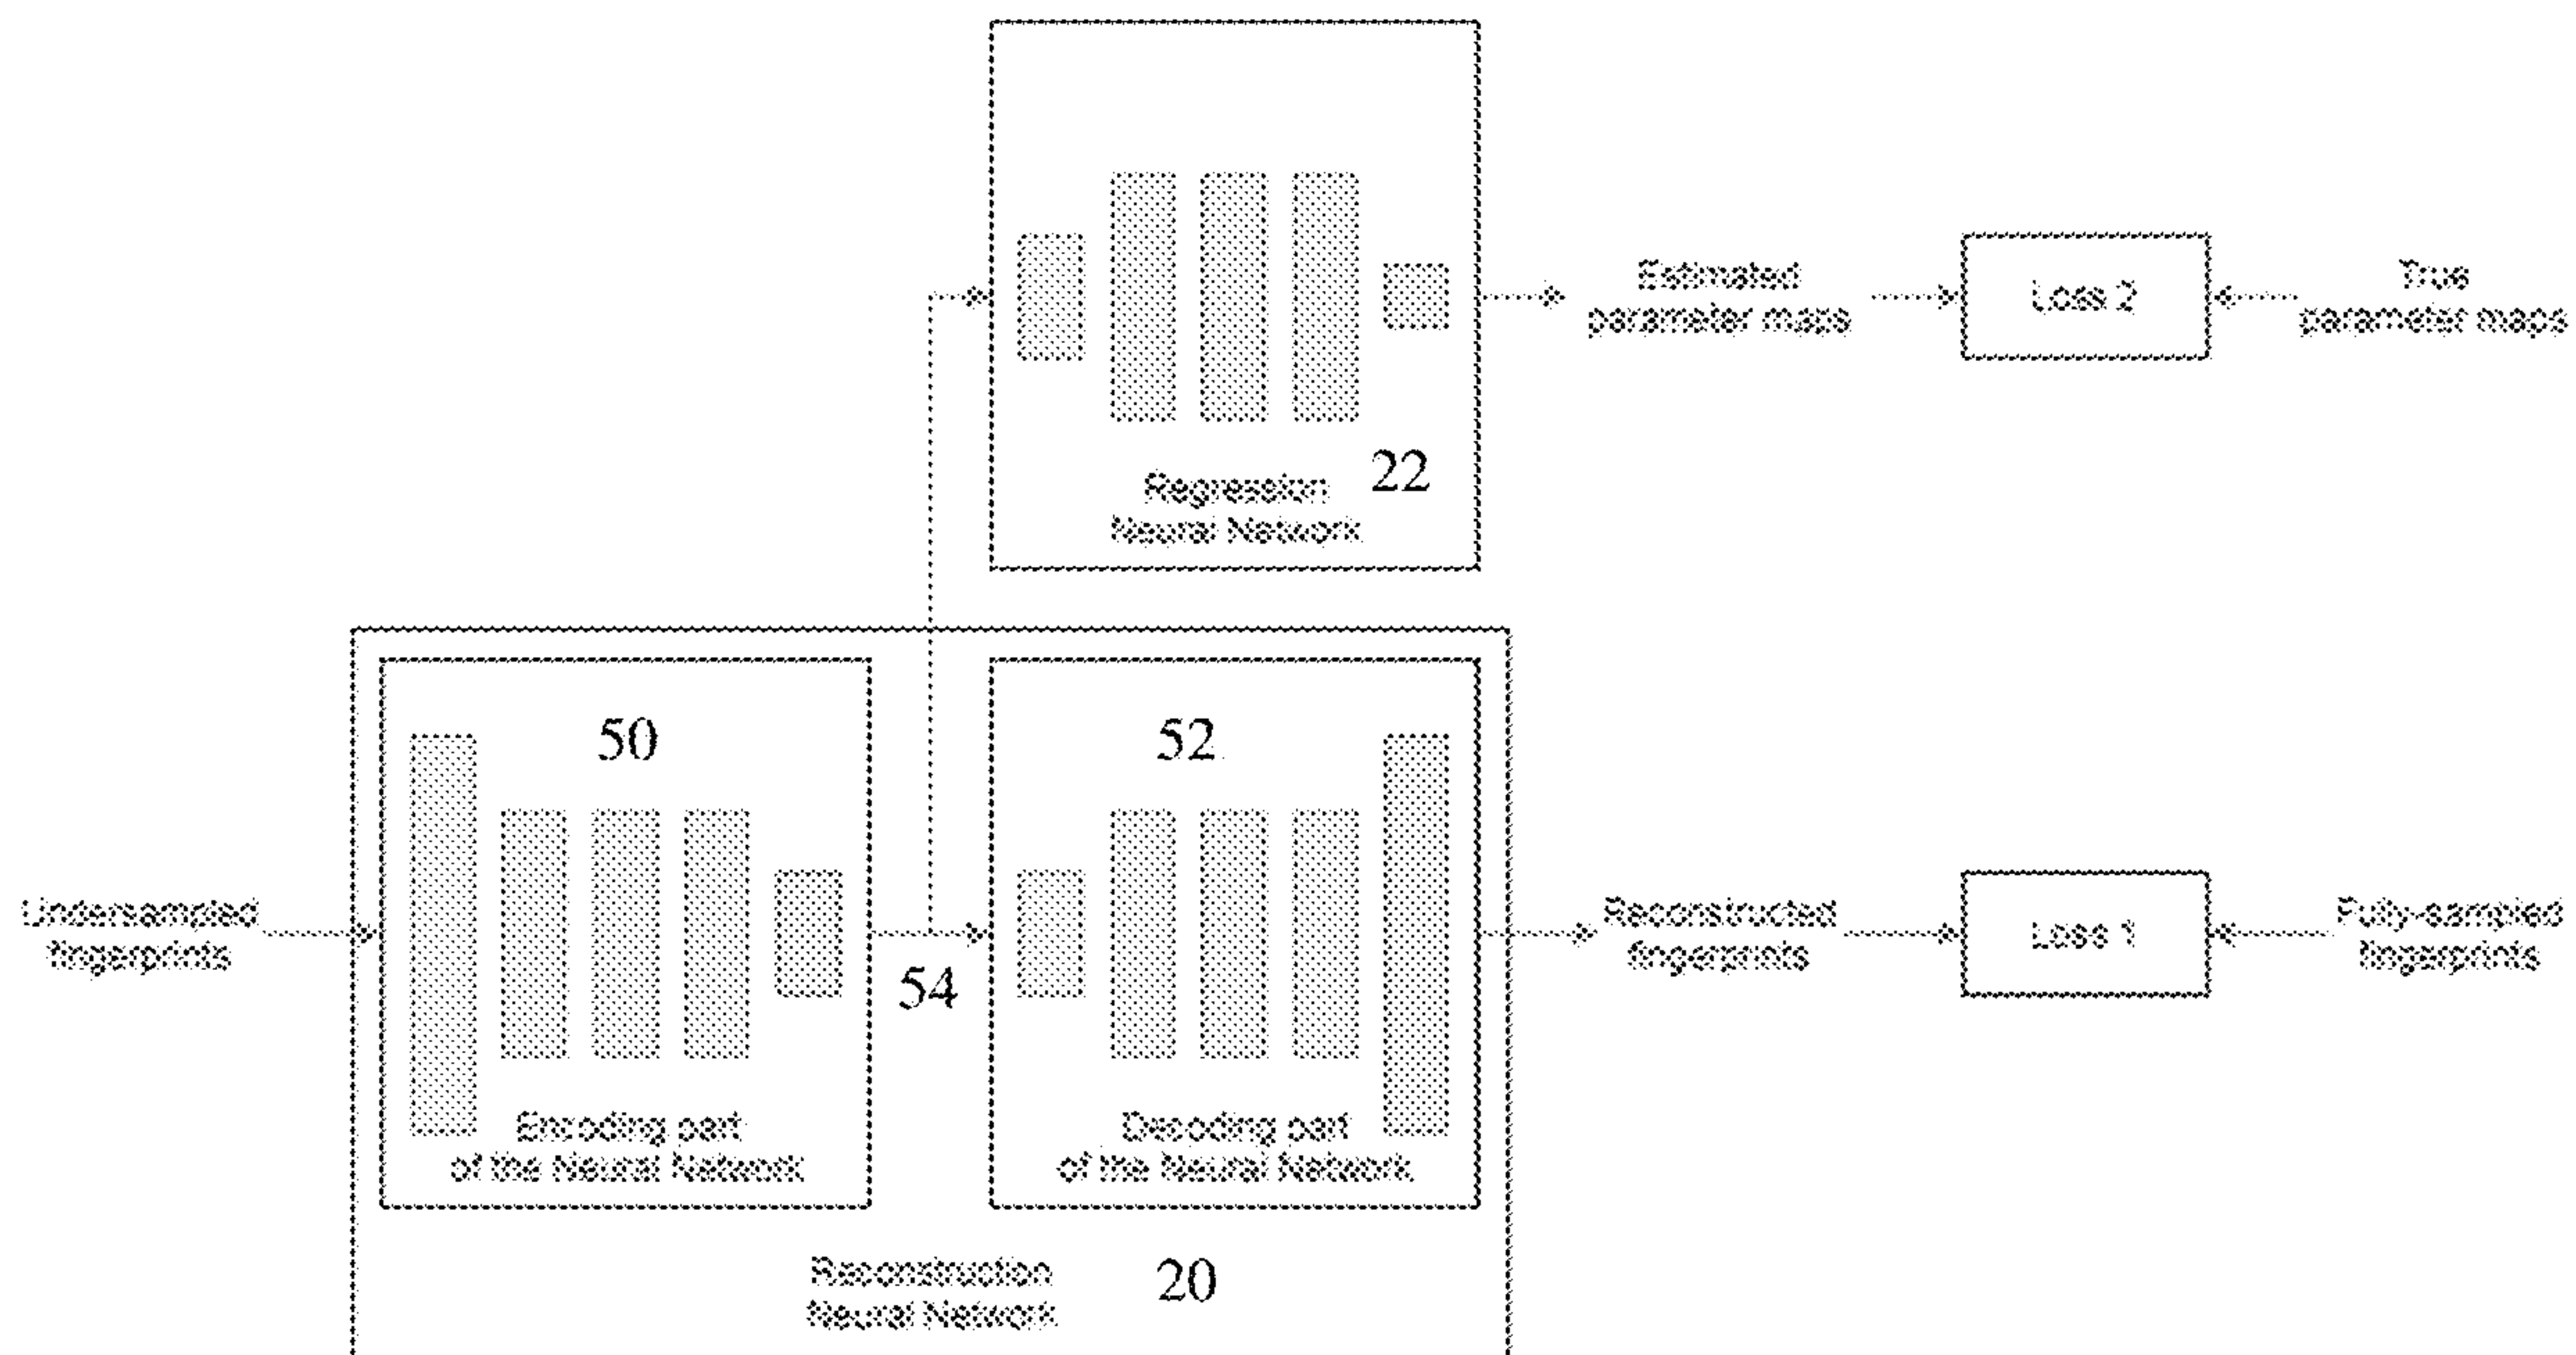 Estimated
parameter maps
Loss 2
True
parameter maps
22
Regression
Neural Network
50
52
Undersampled
fingerprints
54
Reconstructed
fingerprints
Loss 1
Fully-sampled
fingerprints
Encoding part
of the Neural Network
Decoding part
of the Neural Network
Reconstruction
Neural Network
20